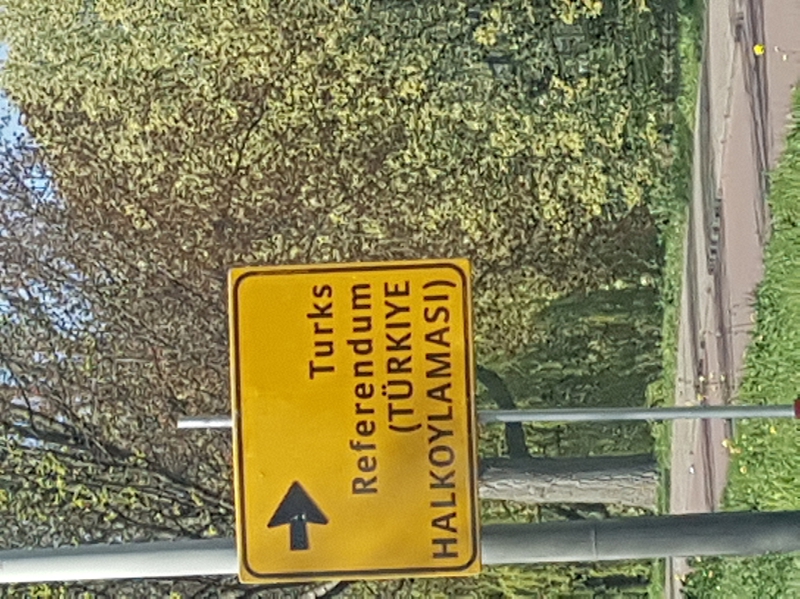 Turks
Referendum
(TÜRKIYE
HALKOYLAMASI)